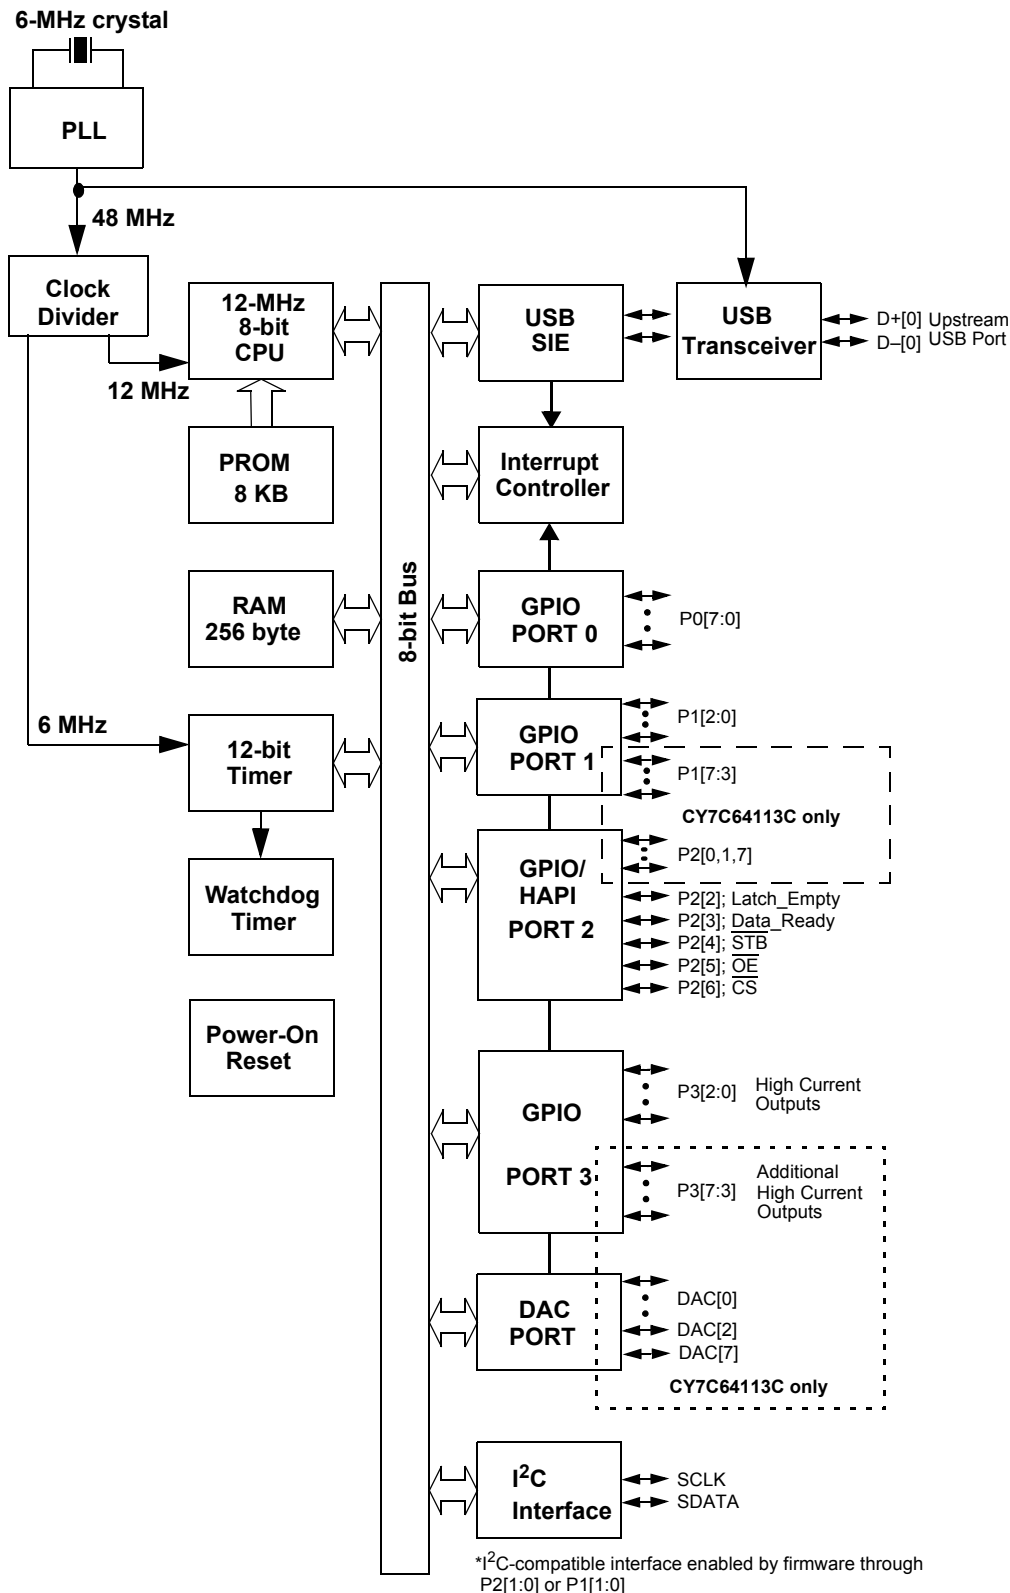 6-MHz crystal
PLL
48 MHz
Clock
Divider
12-MHz
8-bit
CPU
12 MHz
USB
SIE
USB
Transceiver
D+[0] Upstream
D–[0] USB Port
PROM
8 KB
Interrupt
Controller
8-bit Bus
RAM
256 byte
GPIO
PORT 0
P0[7:0]
6 MHz
12-bit
Timer
GPIO
PORT 1
P1[2:0]
P1[7:3]
CY7C64113C only
Watchdog
Timer
GPIO/
HAPI
PORT 2
P2[0,1,7]
P2[2]; Latch_Empty
P2[3]; Data_Ready
P2[4]; S̅T̅B̅
P2[5]; O̅E̅
P2[6]; C̅S̅
Power-On
Reset
GPIO
PORT 3
P3[2:0] High Current
Outputs
P3[7:3]
Additional
High Current
Outputs
DAC
PORT
DAC[0]
DAC[2]
DAC[7]
CY7C64113C only
I²C
Interface
SCLK
SDATA
*I²C-compatible interface enabled by firmware through
P2[1:0] or P1[1:0]